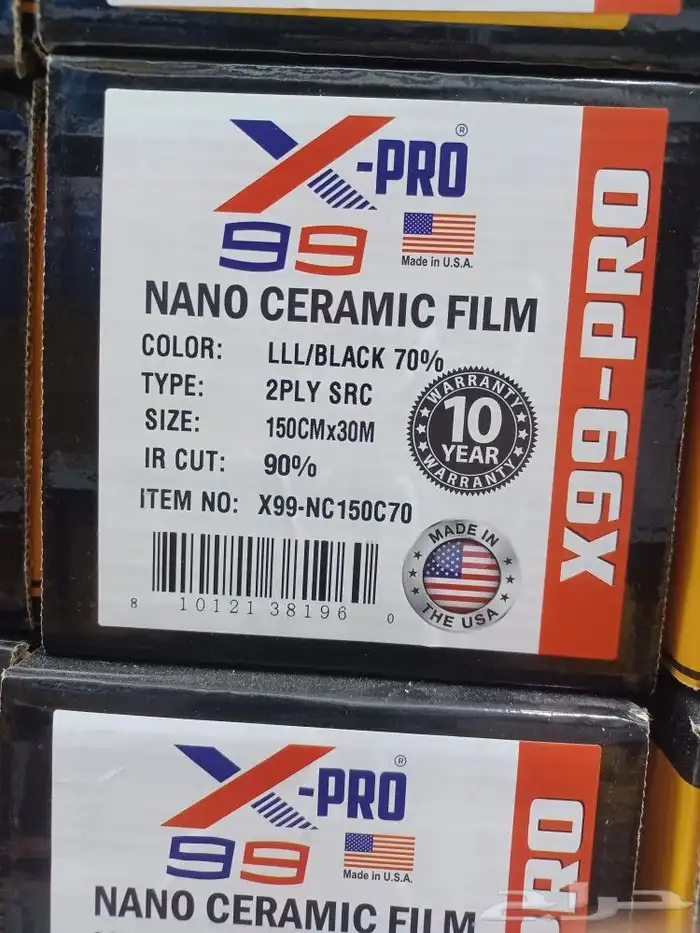 X-PRO®
99
Made in U.S.A.
NANO CERAMIC FILM
COLOR: LLL/BLACK 70%
TYPE: 2PLY SRC
SIZE: 150CMx30M
IR CUT: 90%
ITEM NO: X99-NC150C70
WARRANTY
10
YEAR
WARRANTY
MADE IN
THE USA
8 10121 38196 0
X99-PRO
X-PRO®
99
Made in U.S.A.
NANO CERAMIC FILM
RO
حراج